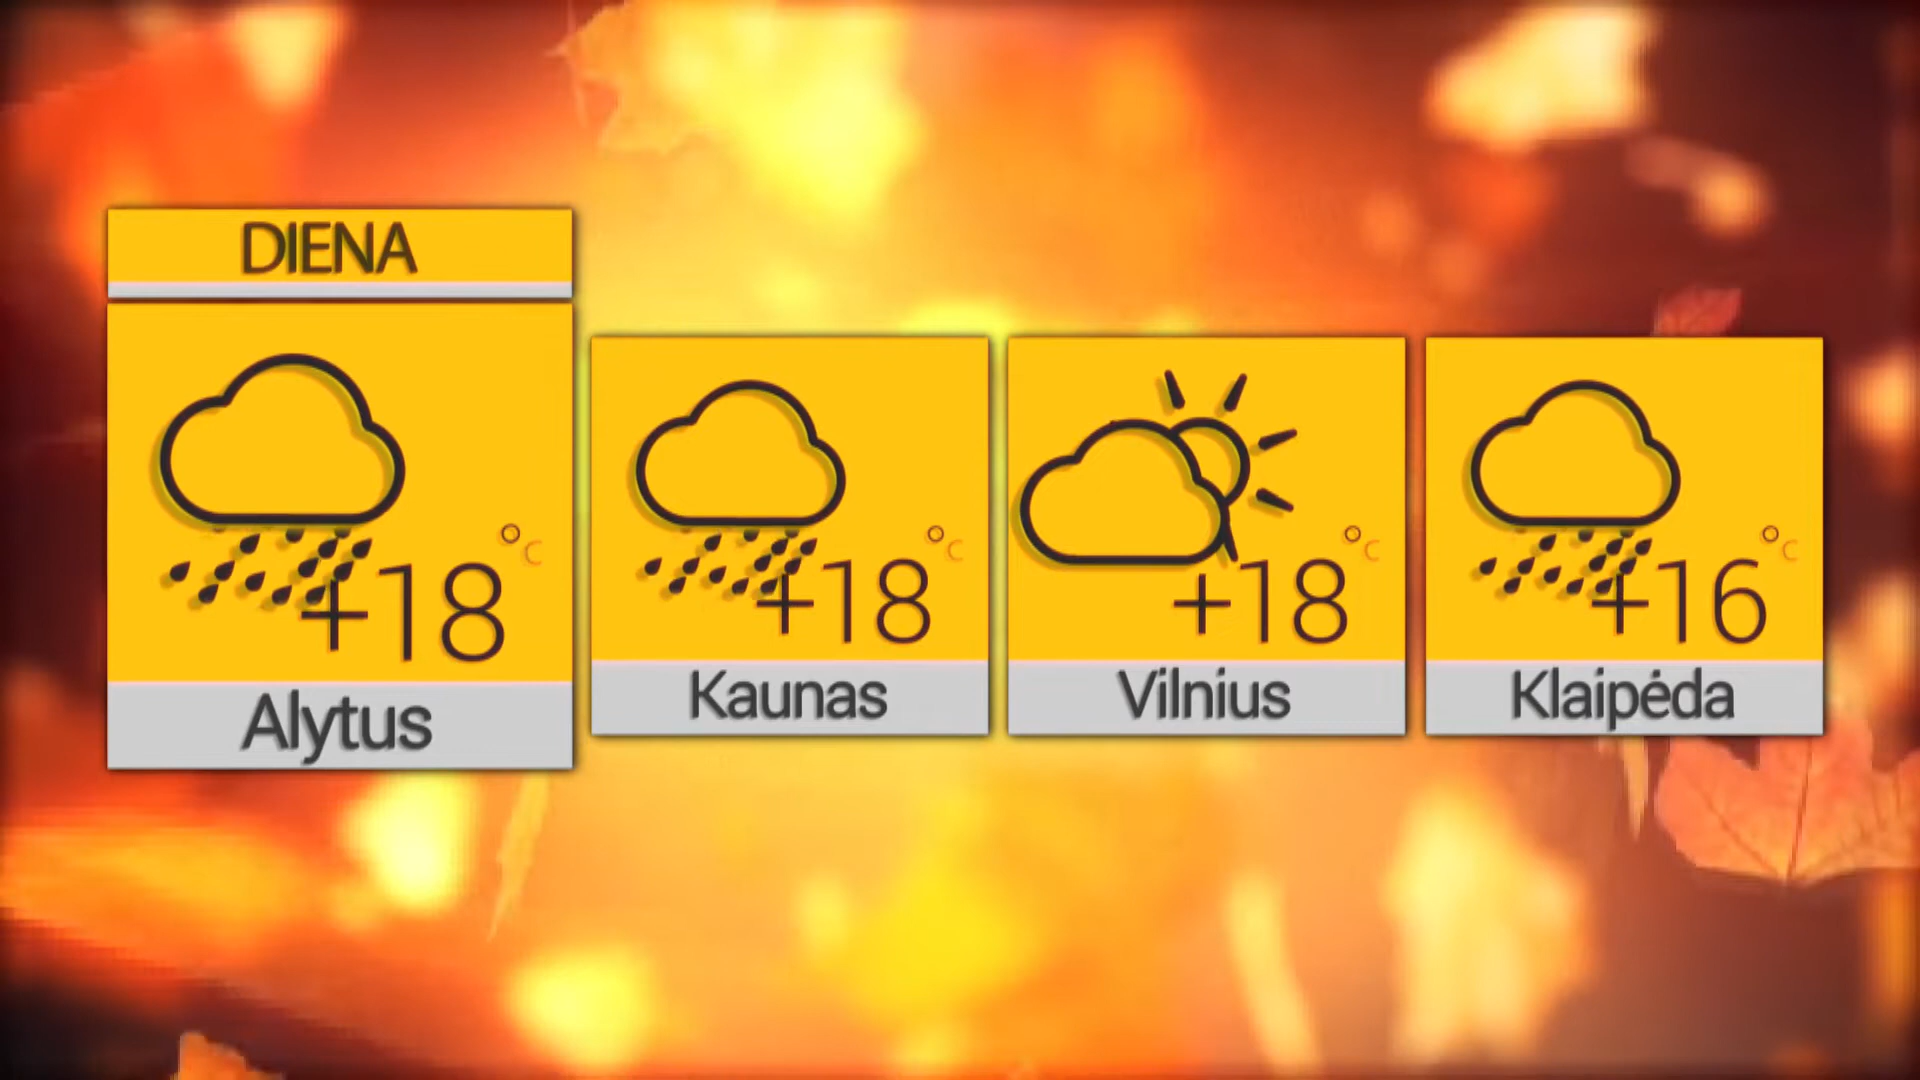 DIENA
+18 °C
Alytus
+18 °C
Kaunas
+18 °C
Vilnius
+16 °C
Klaipėda